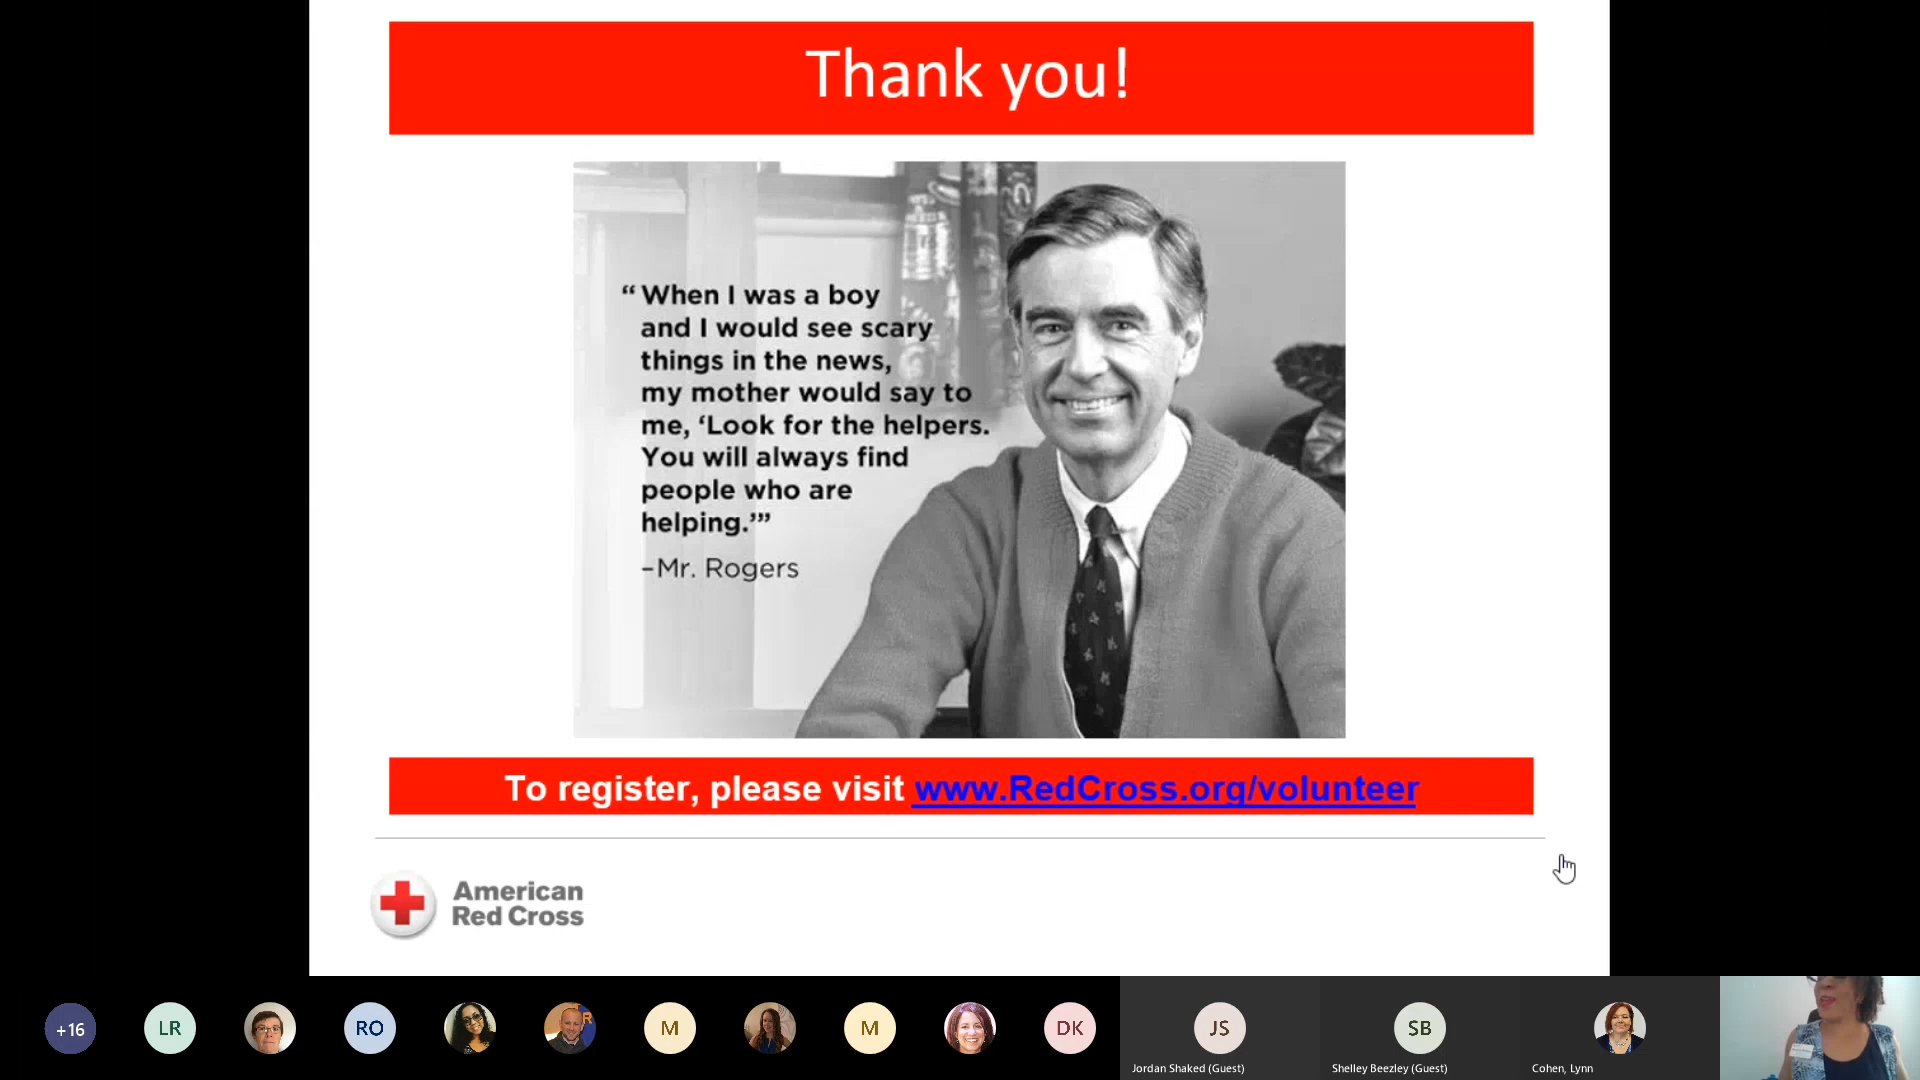 Thank you!
“ When I was a boy
and I would see scary
things in the news,
my mother would say to
me, ‘Look for the helpers.
You will always find
people who are
helping.’”
–Mr. Rogers
To register, please visit www.RedCross.org/volunteer
American
Red Cross
+16
LR
RO
R
M
M
DK
JS
SB
Jordan Shaked (Guest)
Shelley Beezley (Guest)
Cohen, Lynn